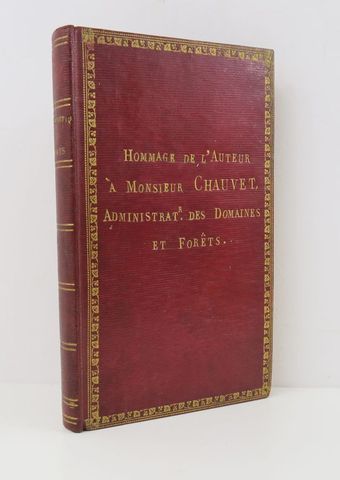 HOMMAGE DE L'AUTEUR
À MONSIEUR CHAUVET,
ADMINISTRATR. DES DOMAINES
ET FORÊTS.